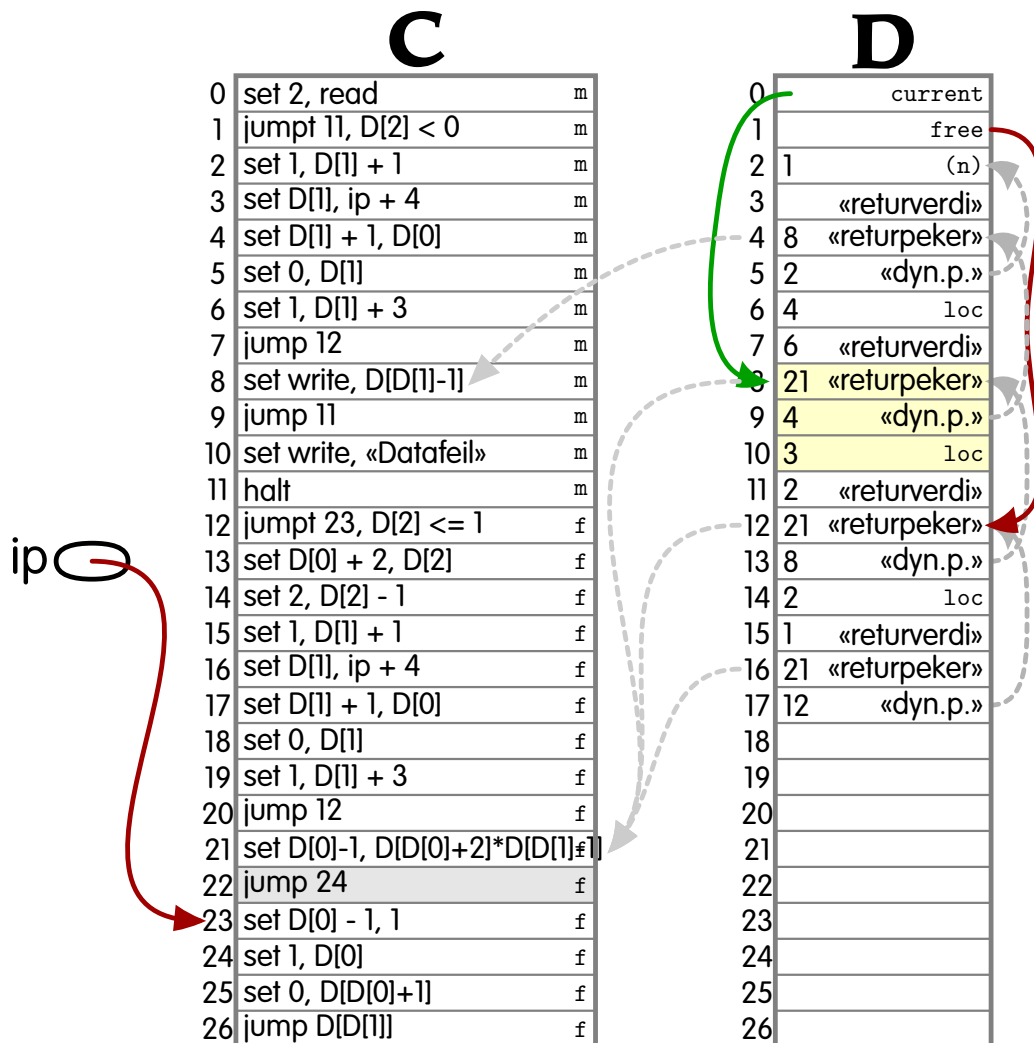 C D
0 set 2, read m 0 current
1 jumpt 11, D[2] < 0 m 1 free
2 set 1, D[1] + 1 m 2 1 (n)
3 set D[1], ip + 4 m 3 «returverdi»
4 set D[1] + 1, D[0] m 4 8 «returpeker»
5 set 0, D[1] m 5 2 «dyn.p.»
6 set 1, D[1] + 3 m 6 4 loc
7 jump 12 m 7 6 «returverdi»
8 set write, D[D[1]-1] m 8 21 «returpeker»
9 jump 11 m 9 4 «dyn.p.»
10 set write, «Datafeil» m 10 3 loc
11 halt m 11 2 «returverdi»
12 jumpt 23, D[2] <= 1 f 12 21 «returpeker»
ip 13 set D[0] + 2, D[2] f 13 8 «dyn.p.»
14 set 2, D[2] - 1 f 14 2 loc
15 set 1, D[1] + 1 f 15 1 «returverdi»
16 set D[1], ip + 4 f 16 21 «returpeker»
17 set D[1] + 1, D[0] f 17 12 «dyn.p.»
18 set 0, D[1] f 18
19 set 1, D[1] + 3 f 19
20 jump 12 f 20
21 set D[0]-1, D[D[0]+2]*D[D[1]-1] f 21
22 jump 24 f 22
23 set D[0] - 1, 1 f 23
24 set 1, D[0] f 24
25 set 0, D[D[0]+1] f 25
26 jump D[D[1]] f 26